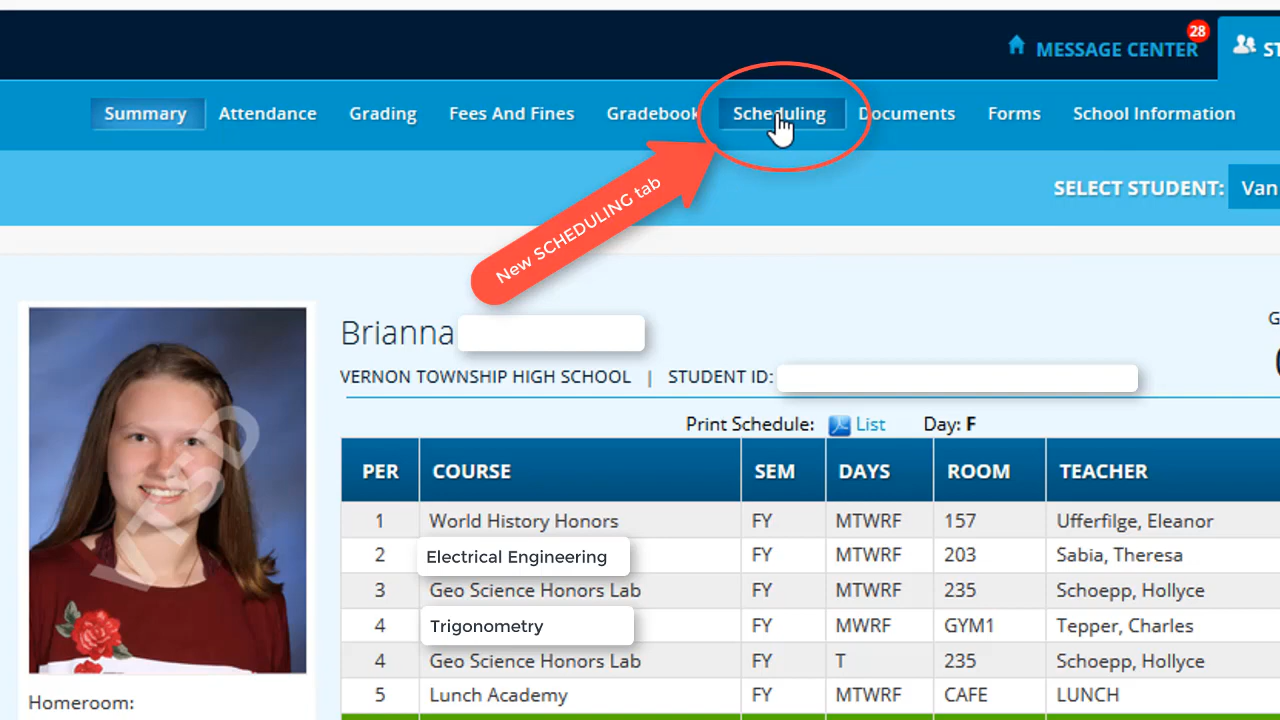 28
MESSAGE CENTER
Summary Attendance Grading Fees And Fines Gradebook Scheduling Documents Forms School Information
SELECT STUDENT: Van
New SCHEDULING tab
Brianna
VERNON TOWNSHIP HIGH SCHOOL | STUDENT ID:
Print Schedule: List Day: F
PER COURSE SEM DAYS ROOM TEACHER
1 World History Honors FY MTWRF 157 Ufferfilge, Eleanor
2 Electrical Engineering FY MTWRF 203 Sabia, Theresa
3 Geo Science Honors Lab FY MTWRF 235 Schoepp, Hollyce
4 Trigonometry FY MWRF GYM1 Tepper, Charles
4 Geo Science Honors Lab FY T 235 Schoepp, Hollyce
5 Lunch Academy FY MTWRF CAFE LUNCH
VTSD
Homeroom: